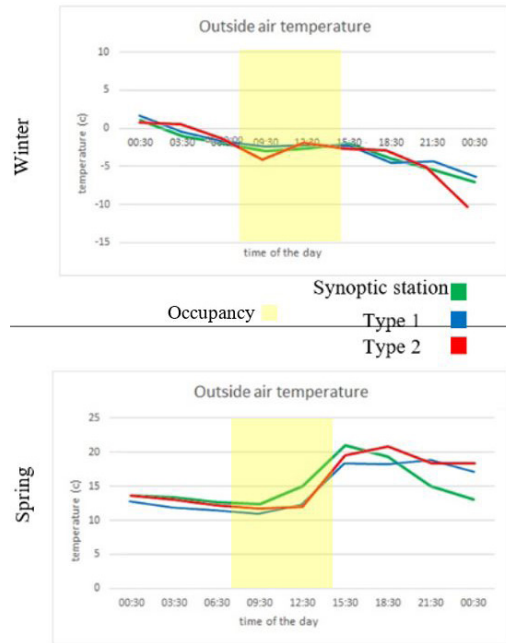 Winter
Outside air temperature
temperature (c)
10
5
0
-5
-10
-15
00:30 03:30 09:30 12:30 15:30 18:30 21:30 00:30
time of the day
Synoptic station
Occupancy
Type 1
Type 2
Spring
Outside air temperature
temperature (c)
25
20
15
10
5
0
00:30 03:30 06:30 09:30 12:30 15:30 18:30 21:30 00:30
time of the day